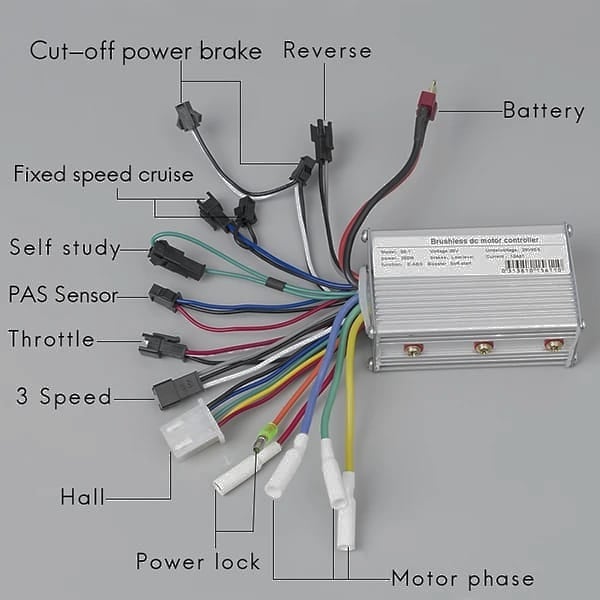 Cut-off power brake
Reverse
Battery
Fixed speed cruise
Self study
PAS Sensor
Throttle
3 Speed
Hall
Power lock
Motor phase
Brushless dc motor controller